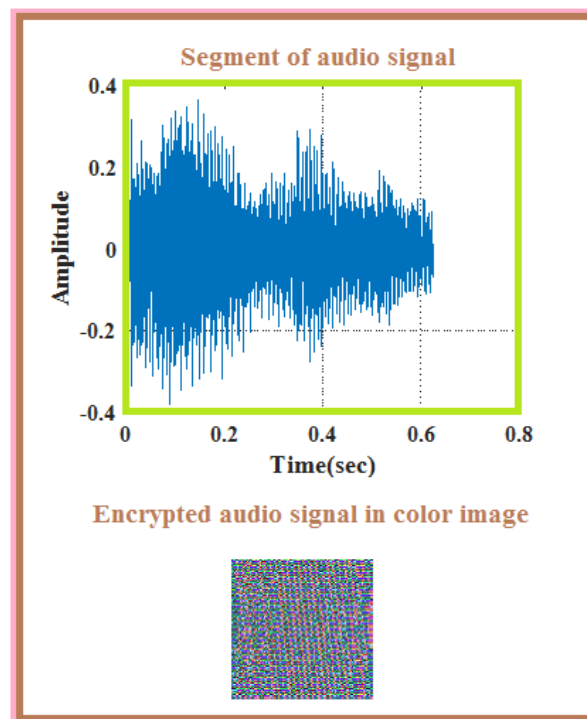 Segment of audio signal
0.4
0.2
0
-0.2
-0.4
Amplitude
0 0.2 0.4 0.6 0.8
Time(sec)
Encrypted audio signal in color image